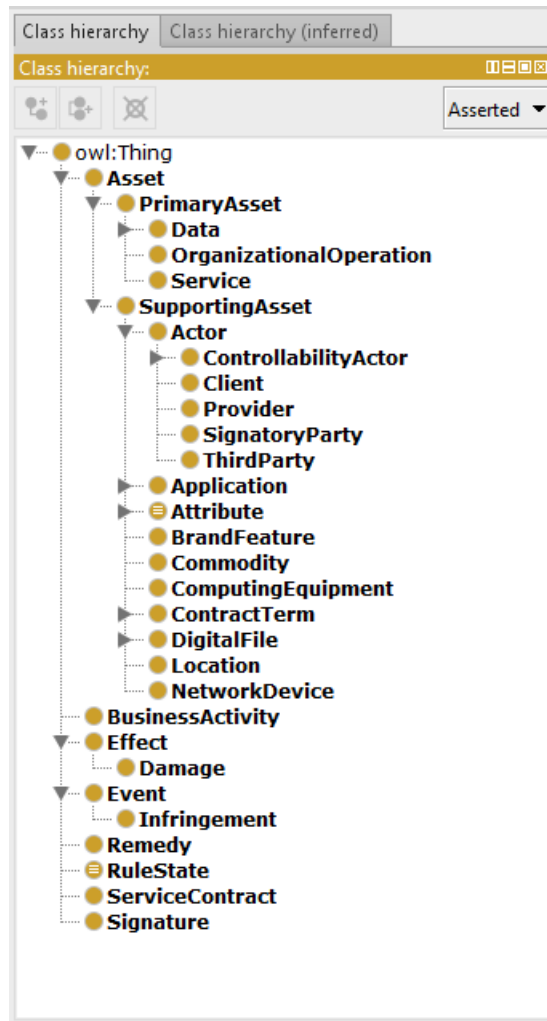 Class hierarchy Class hierarchy (inferred)
Class hierarchy:
Asserted
owl:Thing
Asset
PrimaryAsset
Data
OrganizationalOperation
Service
SupportingAsset
Actor
ControllabilityActor
Client
Provider
SignatoryParty
ThirdParty
Application
Attribute
BrandFeature
Commodity
ComputingEquipment
ContractTerm
DigitalFile
Location
NetworkDevice
BusinessActivity
Effect
Damage
Event
Infringement
Remedy
RuleState
ServiceContract
Signature